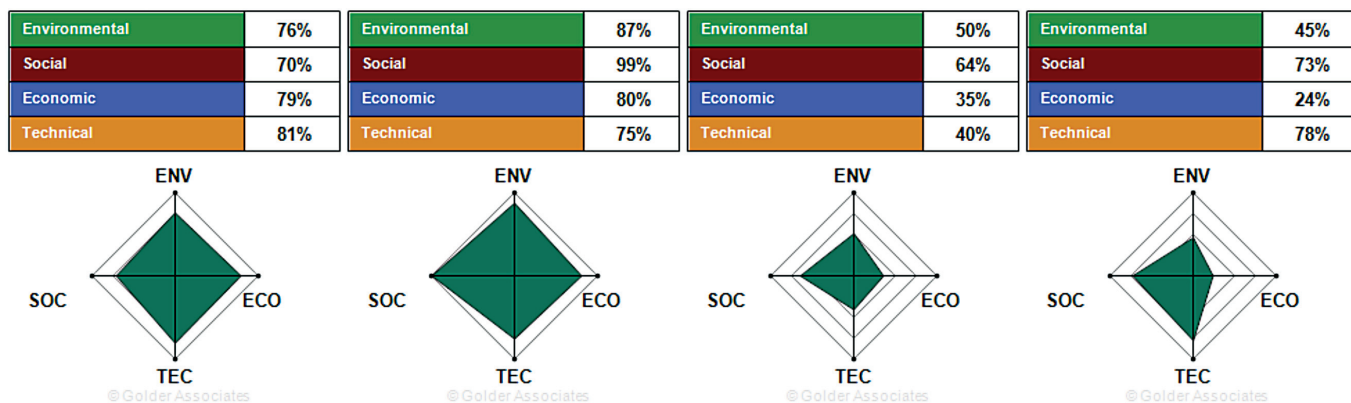 Environmental 76%
Social 70%
Economic 79%
Technical 81%
ENV
SOC ECO
TEC
© Golder Associates
Environmental 87%
Social 99%
Economic 80%
Technical 75%
ENV
SOC ECO
TEC
© Golder Associates
Environmental 50%
Social 64%
Economic 35%
Technical 40%
ENV
SOC ECO
TEC
© Golder Associates
Environmental 45%
Social 73%
Economic 24%
Technical 78%
ENV
SOC ECO
TEC
© Golder Associates